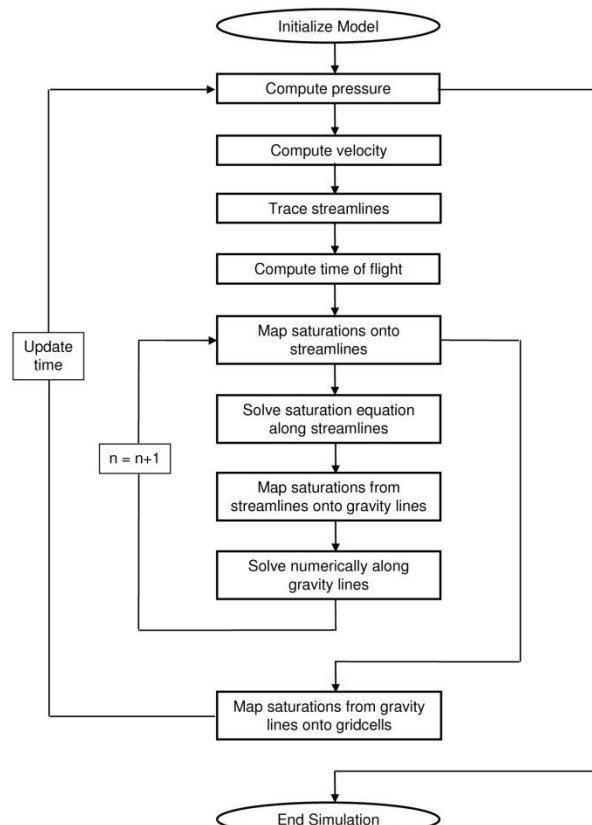 Initialize Model
Compute pressure
Compute velocity
Trace streamlines
Compute time of flight
Map saturations onto
streamlines
Update
time
Solve saturation equation
along streamlines
n = n+1
Map saturations from
streamlines onto gravity lines
Solve numerically along
gravity lines
Map saturations from gravity
lines onto gridcells
End Simulation